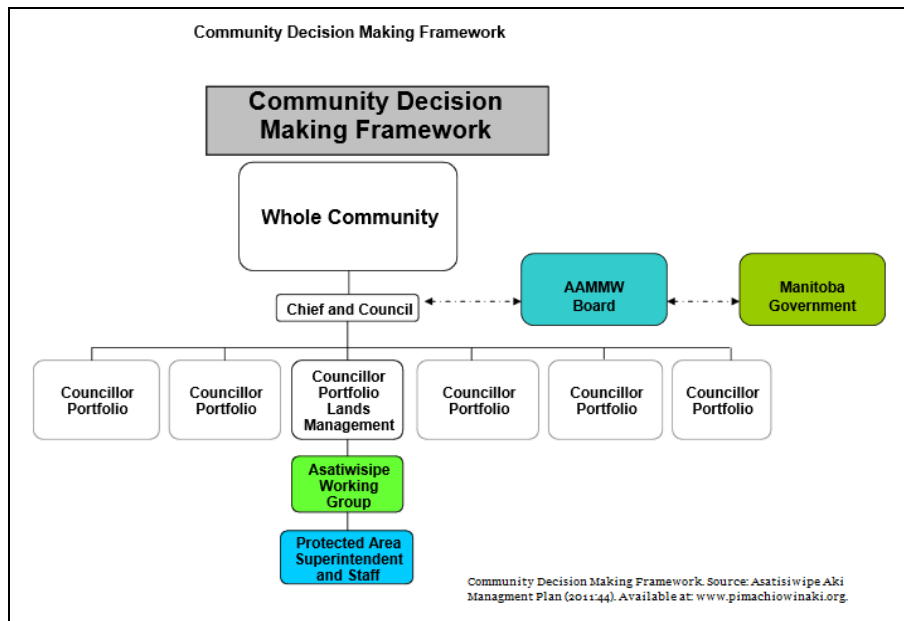 Community Decision Making Framework
Community Decision
Making Framework
Whole Community
Chief and Council
AAMMW
Board
Manitoba
Government
Councillor
Portfolio
Councillor
Portfolio
Councillor
Portfolio
Lands
Management
Councillor
Portfolio
Councillor
Portfolio
Councillor
Portfolio
Asatiwisipe
Working
Group
Protected Area
Superintendent
and Staff
Community Decision Making Framework. Source: Asatisiwipe Aki
Managment Plan (2011:44). Available at: www.pimachiowinaki.org.